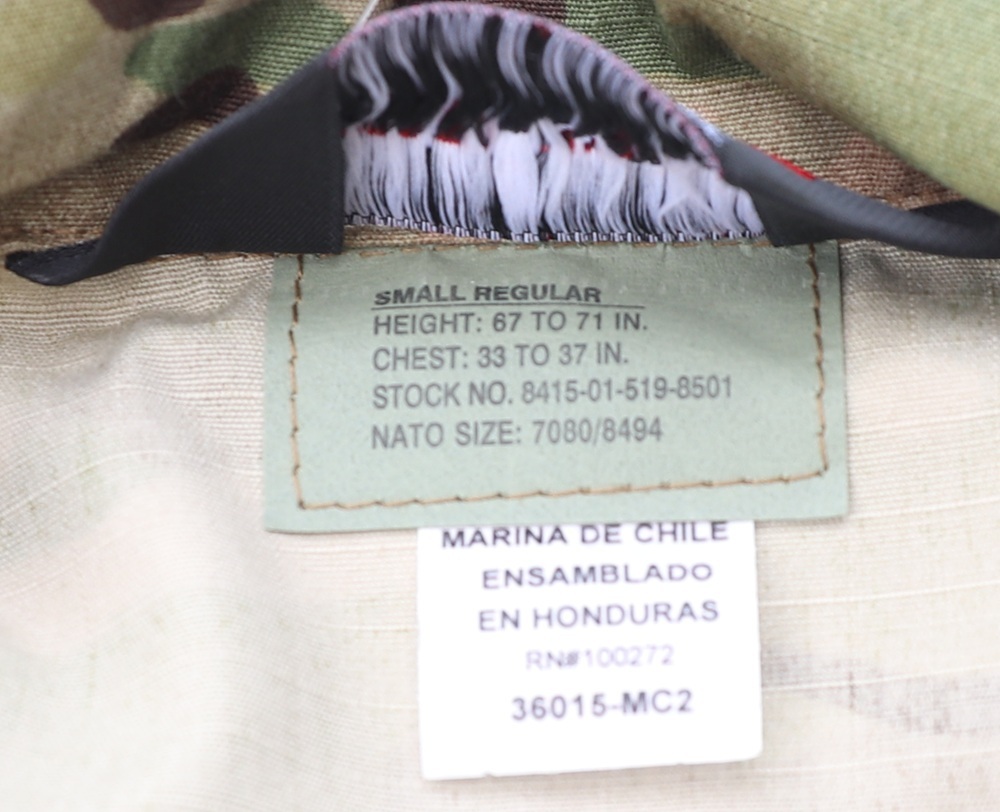 SMALL REGULAR
HEIGHT: 67 TO 71 IN.
CHEST: 33 TO 37 IN.
STOCK NO. 8415-01-519-8501
NATO SIZE: 7080/8494
MARINA DE CHILE
ENSAMBLADO
EN HONDURAS
RN#100272
36015-MC2